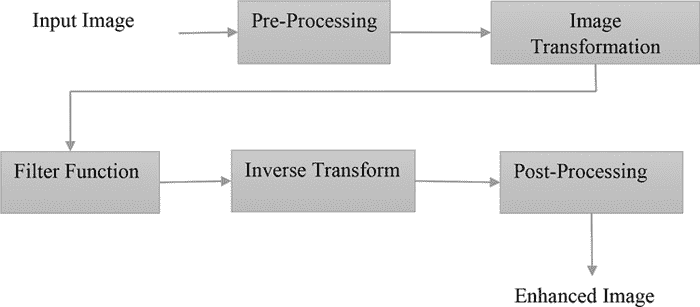 Input Image
Pre-Processing
Image
Transformation
Filter Function
Inverse Transform
Post-Processing
Enhanced Image